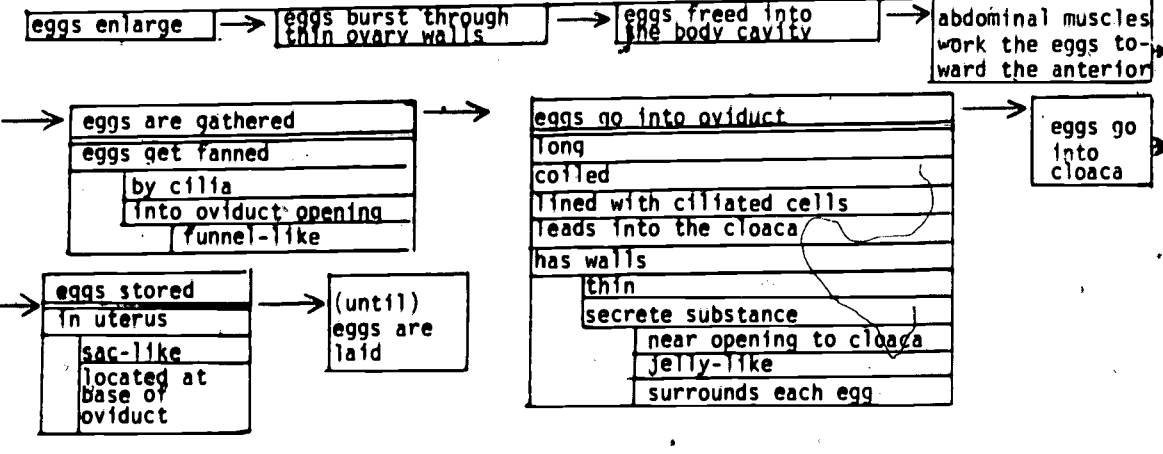 eggs enlarge
eggs burst through
thin ovary walls
eggs freed into
the body cavity
abdominal muscles
work the eggs to-
ward the anterior
eggs are gathered
eggs get fanned
by cilia
into oviduct opening
funnel-like
eggs go into oviduct
long
coiled
lined with ciliated cells
leads into the cloaca
has walls
thin
secrete substance
near opening to cloaca
jelly-like
surrounds each egg
eggs go
into
cloaca
eggs stored
in uterus
sac-like
located at
base of
oviduct
(until)
eggs are
laid